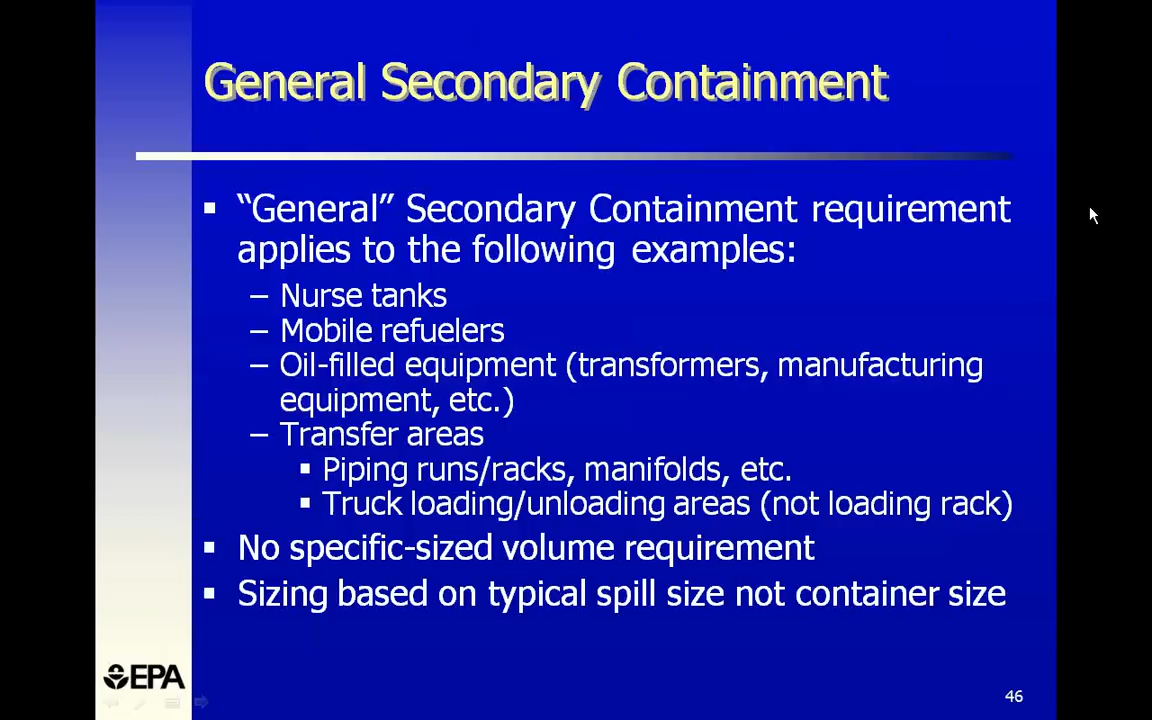 General Secondary Containment
▪ “General” Secondary Containment requirement
applies to the following examples:
– Nurse tanks
– Mobile refuelers
– Oil-filled equipment (transformers, manufacturing
equipment, etc.)
– Transfer areas
▪ Piping runs/racks, manifolds, etc.
▪ Truck loading/unloading areas (not loading rack)
▪ No specific-sized volume requirement
▪ Sizing based on typical spill size not container size
EPA
46